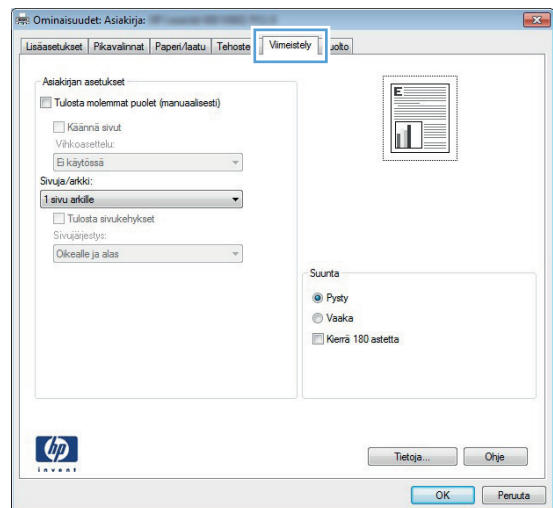 Ominaisuudet: Asiakirja:
Lisäasetukset Pikavalinnat Paperi/laatu Tehoste Vimeistely uolto
Asiakirjan asetukset
Tulosta molemmat puolet (manuaalisesti)
Käännä sivut
Vihkoasettelu:
Ei käytössä
Sivuja/arkki:
1 sivu arkille
Tulosta sivukehykset
Sivujärjestys:
Oikealle ja alas
E
Suunta
Pysty
Vaaka
Kierrä 180 astetta
hp
invent
Tietoja... Ohje
OK Peruuta